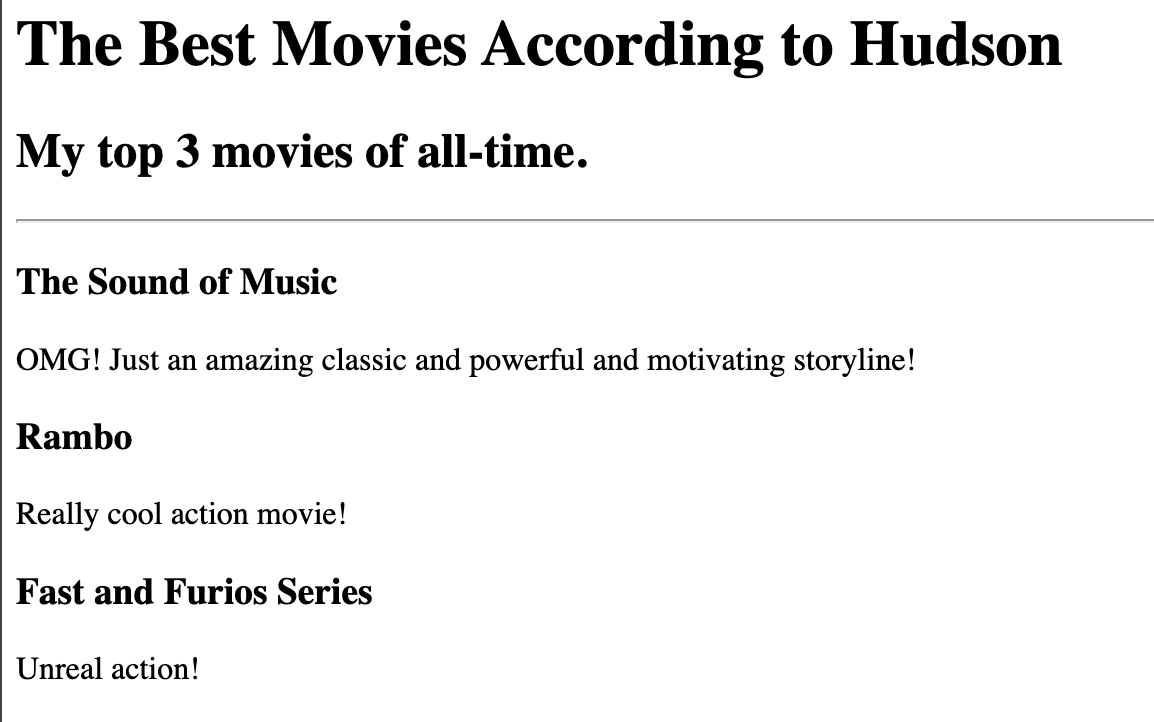 The Best Movies According to Hudson
My top 3 movies of all-time.
The Sound of Music
OMG! Just an amazing classic and powerful and motivating storyline!
Rambo
Really cool action movie!
Fast and Furios Series
Unreal action!